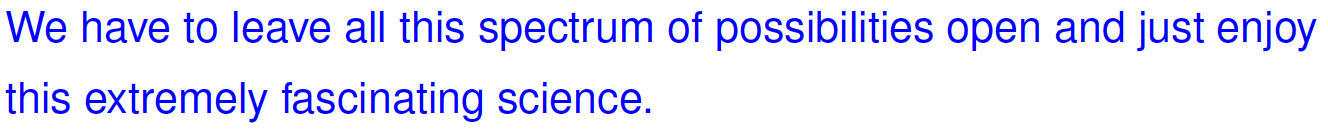 We have to leave all this spectrum of possibilities open and just enjoy
this extremely fascinating science.